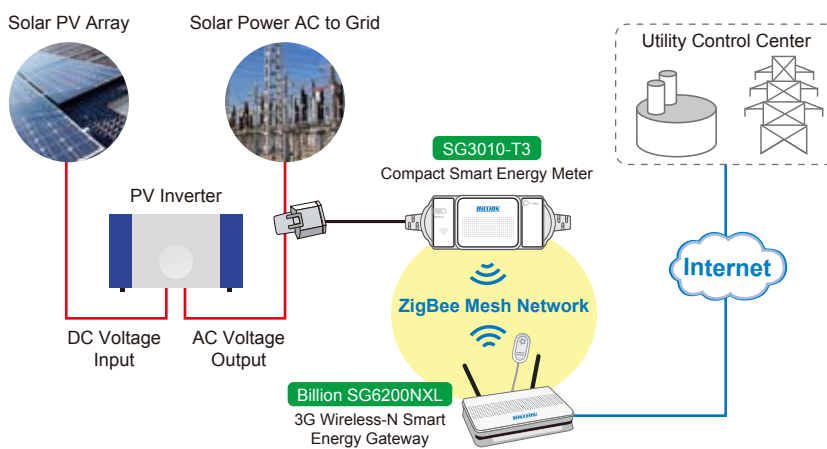 Solar PV Array
Solar Power AC to Grid
Utility Control Center
SG3010-T3
Compact Smart Energy Meter
PV Inverter
BILLION
Internet
ZigBee Mesh Network
DC Voltage
Input
AC Voltage
Output
Billion SG6200NXL
3G Wireless-N Smart
Energy Gateway
BILLION